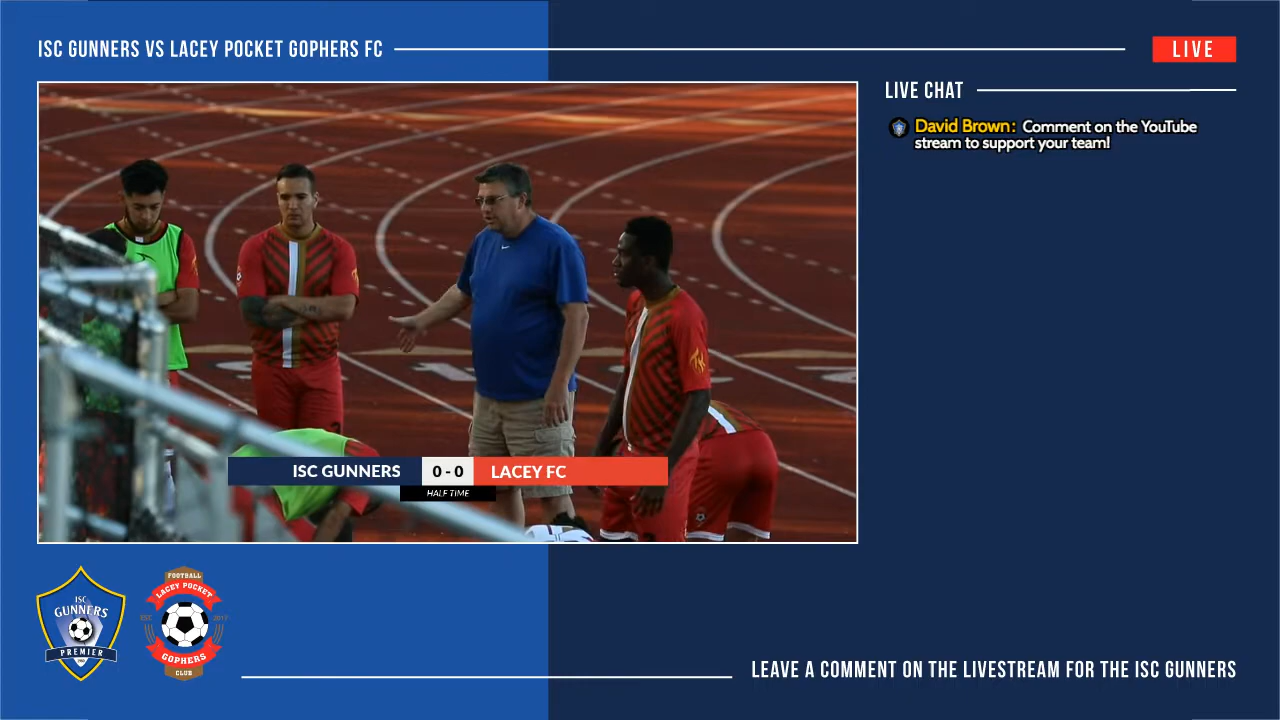 ISC GUNNERS VS LACEY POCKET GOPHERS FC
LIVE
LIVE CHAT
David Brown: Comment on the YouTube
stream to support your team!
ISC GUNNERS
0 - 0
LACEY FC
HALF TIME
ISC
GUNNERS
PREMIER
FOOTBALL
LACEY POCKET
EST
2017
GOPHERS
CLUB
LEAVE A COMMENT ON THE LIVESTREAM FOR THE ISC GUNNERS